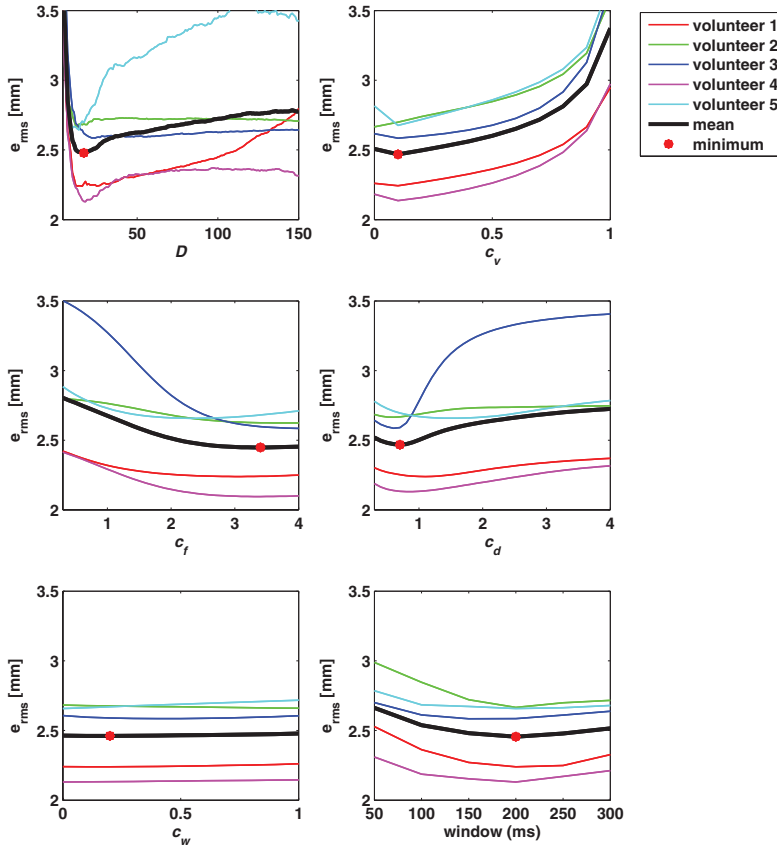 3.5
3
2.5
2
e_rms [mm]
50
100
150
D
3.5
3
2.5
2
e_rms [mm]
0
0.5
1
c_v
volunteer 1
volunteer 2
volunteer 3
volunteer 4
volunteer 5
mean
minimum
3.5
3
2.5
2
e_rms [mm]
1
2
3
4
c_f
3.5
3
2.5
2
e_rms [mm]
1
2
3
4
c_d
3.5
3
2.5
2
e_rms [mm]
0
0.5
1
c_w
3.5
3
2.5
2
e_rms [mm]
50
100
150
200
250
300
window (ms)